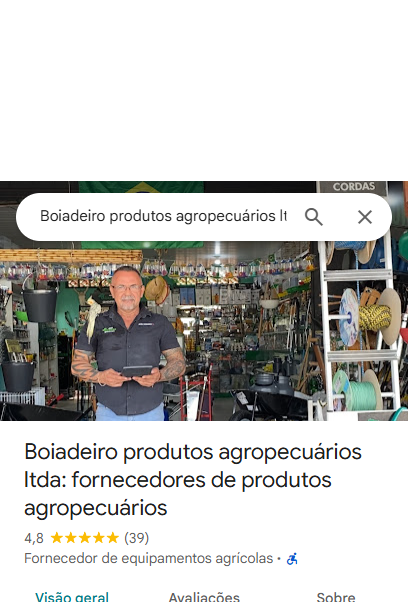 CORDAS
Boiadeiro produtos agropecuários lt
Boiadeiro produtos agropecuários
ltda: fornecedores de produtos
agropecuários
4,8 (39)
Fornecedor de equipamentos agrícolas ·
Visão geral Avaliações Sobre